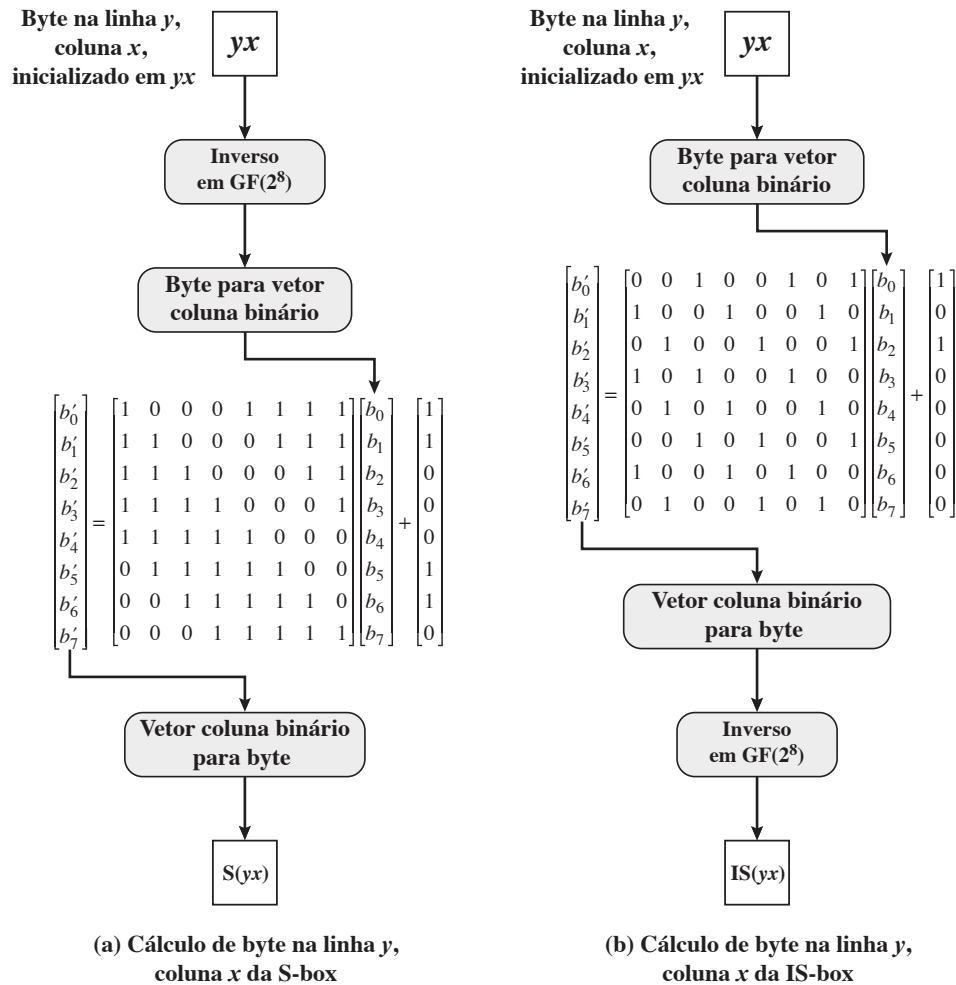 Byte na linha y,
coluna x,
inicializado em yx
yx
Inverso
em GF(2⁸)
Byte para vetor
coluna binário
b′₀ 1 0 0 0 1 1 1 1 b₀ 1
b′₁ 1 1 0 0 0 1 1 1 b₁ 1
b′₂ 1 1 1 0 0 0 1 1 b₂ 0
b′₃ 1 1 1 1 0 0 0 1 b₃ 0
b′₄ = 1 1 1 1 1 0 0 0 b₄ + 0
b′₅ 0 1 1 1 1 1 0 0 b₅ 1
b′₆ 0 0 1 1 1 1 1 0 b₆ 1
b′₇ 0 0 0 1 1 1 1 1 b₇ 0
Vetor coluna binário
para byte
S(yx)
(a) Cálculo de byte na linha y,
coluna x da S-box
Byte na linha y,
coluna x,
inicializado em yx
yx
Byte para vetor
coluna binário
b′₀ 0 0 1 0 0 1 0 1 b₀ 1
b′₁ 1 0 0 1 0 0 1 0 b₁ 0
b′₂ 0 1 0 0 1 0 0 1 b₂ 1
b′₃ = 1 0 1 0 0 1 0 0 b₃ + 0
b′₄ 0 1 0 1 0 0 1 0 b₄ 0
b′₅ 0 0 1 0 1 0 0 1 b₅ 0
b′₆ 1 0 0 1 0 1 0 0 b₆ 0
b′₇ 0 1 0 0 1 0 1 0 b₇ 0
Vetor coluna binário
para byte
Inverso
em GF(2⁸)
IS(yx)
(b) Cálculo de byte na linha y,
coluna x da IS-box